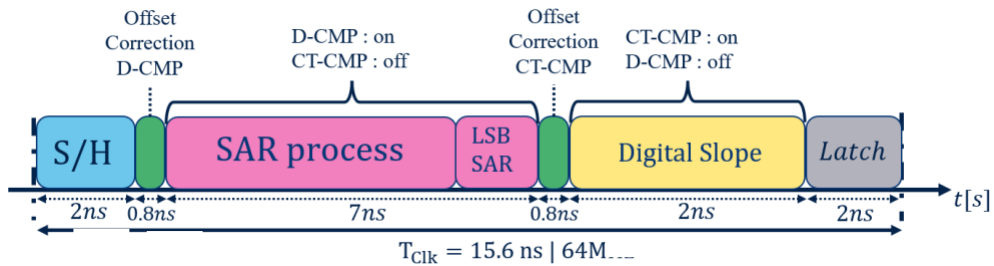 Offset
Correction
D-CMP
D-CMP : on
CT-CMP : off
Offset
Correction
CT-CMP
CT-CMP : on
D-CMP : off
S/H
SAR process
LSB
SAR
Digital Slope
Latch
2ns
0.8ns
7ns
0.8ns
2ns
2ns
t[s]
T_Clk = 15.6 ns | 64M